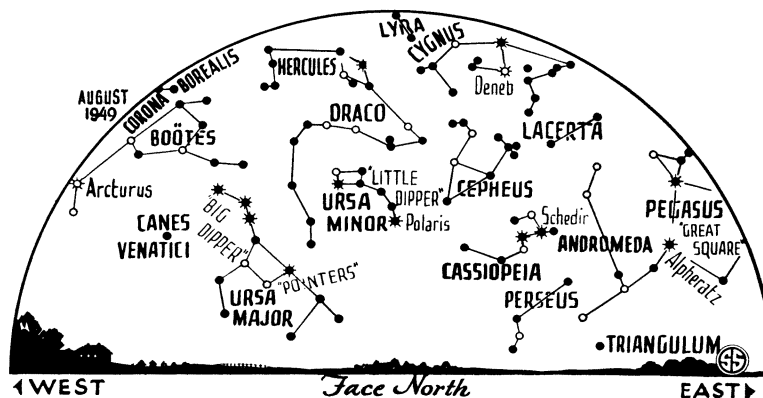 LYRA
CYGNUS
HERCULES
Deneb
AUGUST
1949
CORONA BOREALIS
DRACO
LACERTA
BOÖTES
Arcturus
"LITTLE
DIPPER"
URSA
MINOR
Polaris
CEPHEUS
PEGASUS
"GREAT
SQUARE"
"BIG
DIPPER"
CANES
VENATICI
Schedir
ANDROMEDA
Alpheratz
CASSIOPEIA
"POINTERS"
URSA
MAJOR
PERSEUS
TRIANGULUM
SS
WEST
Face North
EAST